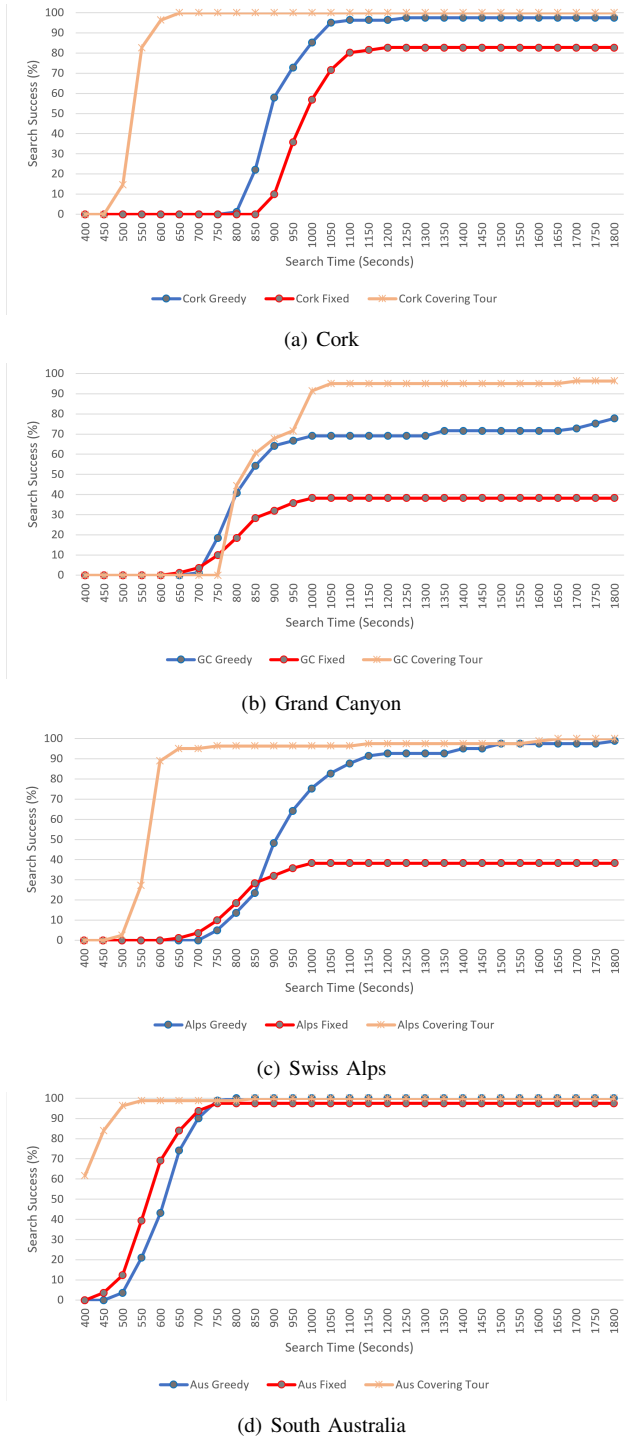 100
90
80
70
60
50
40
30
20
10
0
Search Success (%)
400 450 500 550 600 650 700 750 800 850 900 950 1000 1050 1100 1150 1200 1250 1300 1350 1400 1450 1500 1550 1600 1650 1700 1750 1800
Search Time (Seconds)
Cork Greedy Cork Fixed Cork Covering Tour
(a) Cork
100
90
80
70
60
50
40
30
20
10
0
Search Success (%)
400 450 500 550 600 650 700 750 800 850 900 950 1000 1050 1100 1150 1200 1250 1300 1350 1400 1450 1500 1550 1600 1650 1700 1750 1800
Search Time (Seconds)
GC Greedy GC Fixed GC Covering Tour
(b) Grand Canyon
100
90
80
70
60
50
40
30
20
10
0
Search Success (%)
400 450 500 550 600 650 700 750 800 850 900 950 1000 1050 1100 1150 1200 1250 1300 1350 1400 1450 1500 1550 1600 1650 1700 1750 1800
Search Time (Seconds)
Alps Greedy Alps Fixed Alps Covering Tour
(c) Swiss Alps
100
90
80
70
60
50
40
30
20
10
0
Search Success (%)
400 450 500 550 600 650 700 750 800 850 900 950 1000 1050 1100 1150 1200 1250 1300 1350 1400 1450 1500 1550 1600 1650 1700 1750 1800
Search Time (Seconds)
Aus Greedy Aus Fixed Aus Covering Tour
(d) South Australia